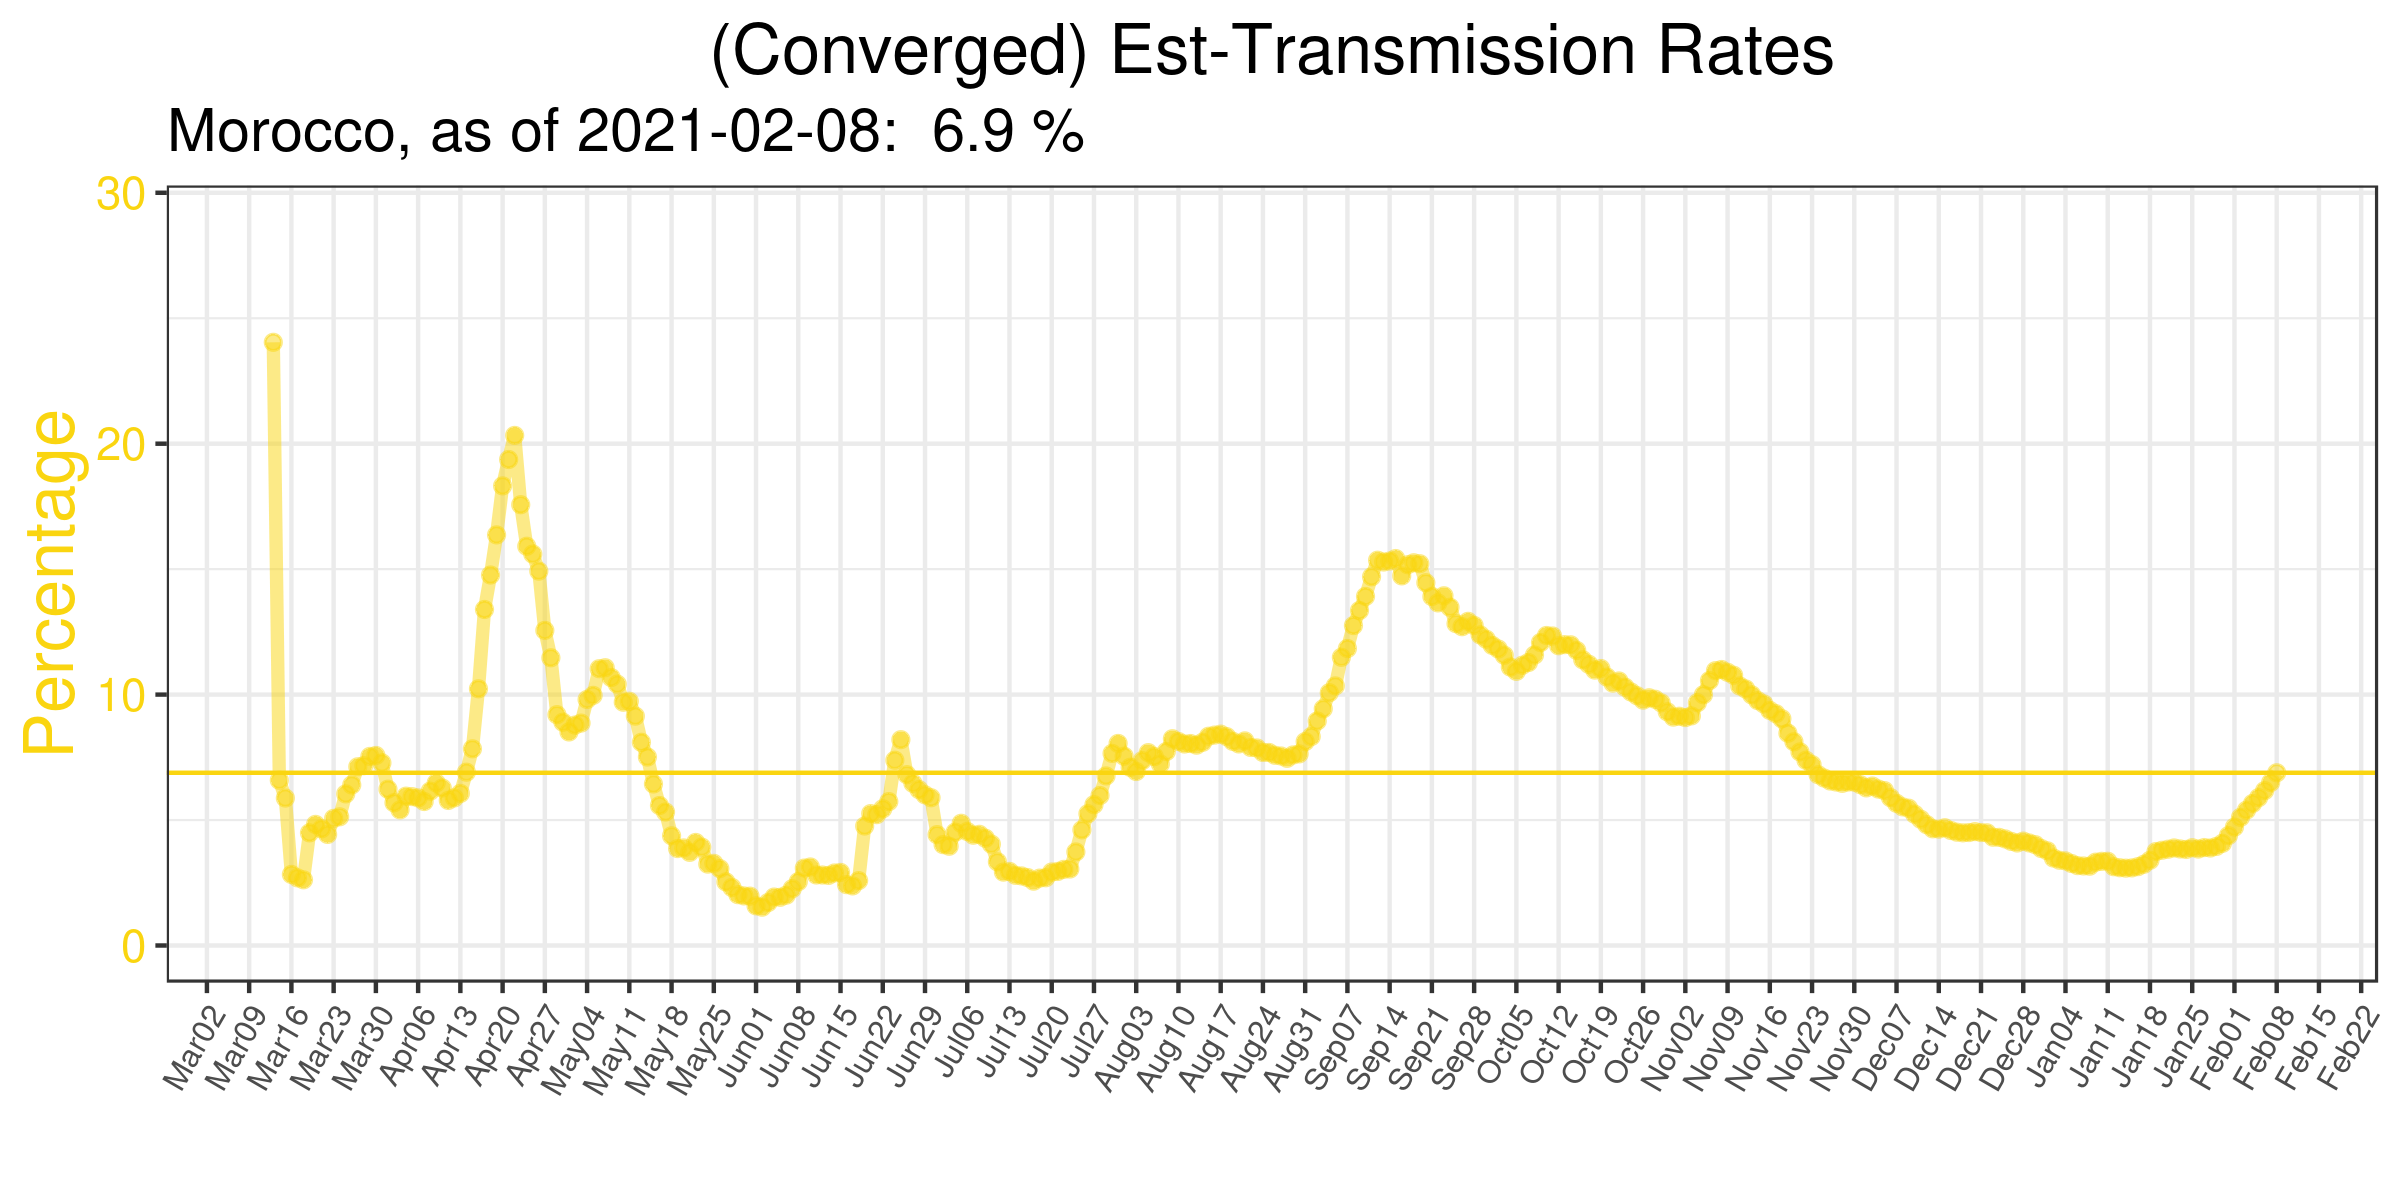 (Converged) Est-Transmission Rates
Morocco, as of 2021-02-08:  6.9 %
Percentage
30
20
10
0
Mar02
Mar09
Mar16
Mar23
Mar30
Apr06
Apr13
Apr20
Apr27
May04
May11
May18
May25
Jun01
Jun08
Jun15
Jun22
Jun29
Jul06
Jul13
Jul20
Jul27
Aug03
Aug10
Aug17
Aug24
Aug31
Sep07
Sep14
Sep21
Sep28
Oct05
Oct12
Oct19
Oct26
Nov02
Nov09
Nov16
Nov23
Nov30
Dec07
Dec14
Dec21
Dec28
Jan04
Jan11
Jan18
Jan25
Feb01
Feb08
Feb15
Feb22